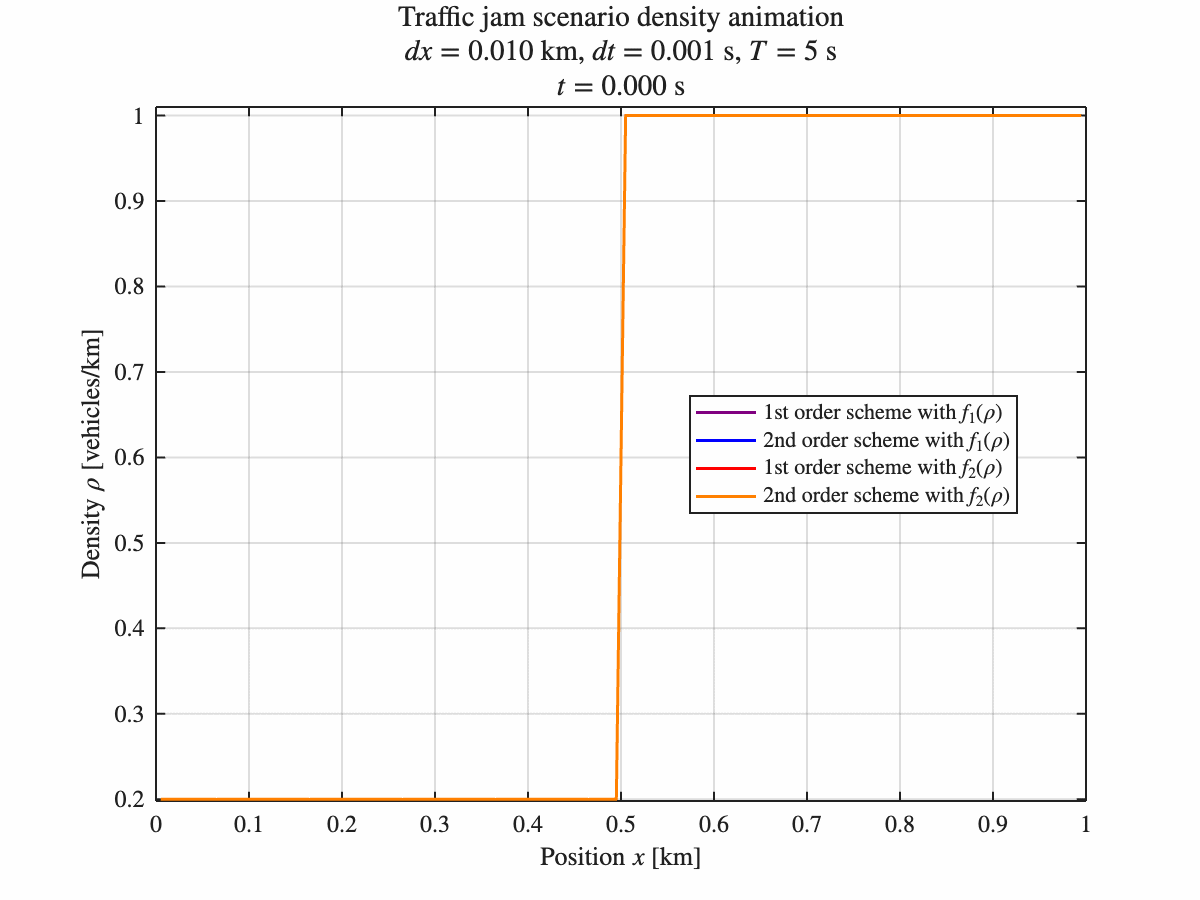 Traffic jam scenario density animation
dx = 0.010 km, dt = 0.001 s, T = 5 s
t = 0.000 s
1
0.9
0.8
0.7
0.6
0.5
0.4
0.3
0.2
Density ρ [vehicles/km]
1st order scheme with f₁(ρ)
2nd order scheme with f₁(ρ)
1st order scheme with f₂(ρ)
2nd order scheme with f₂(ρ)
0 0.1 0.2 0.3 0.4 0.5 0.6 0.7 0.8 0.9 1
Position x [km]